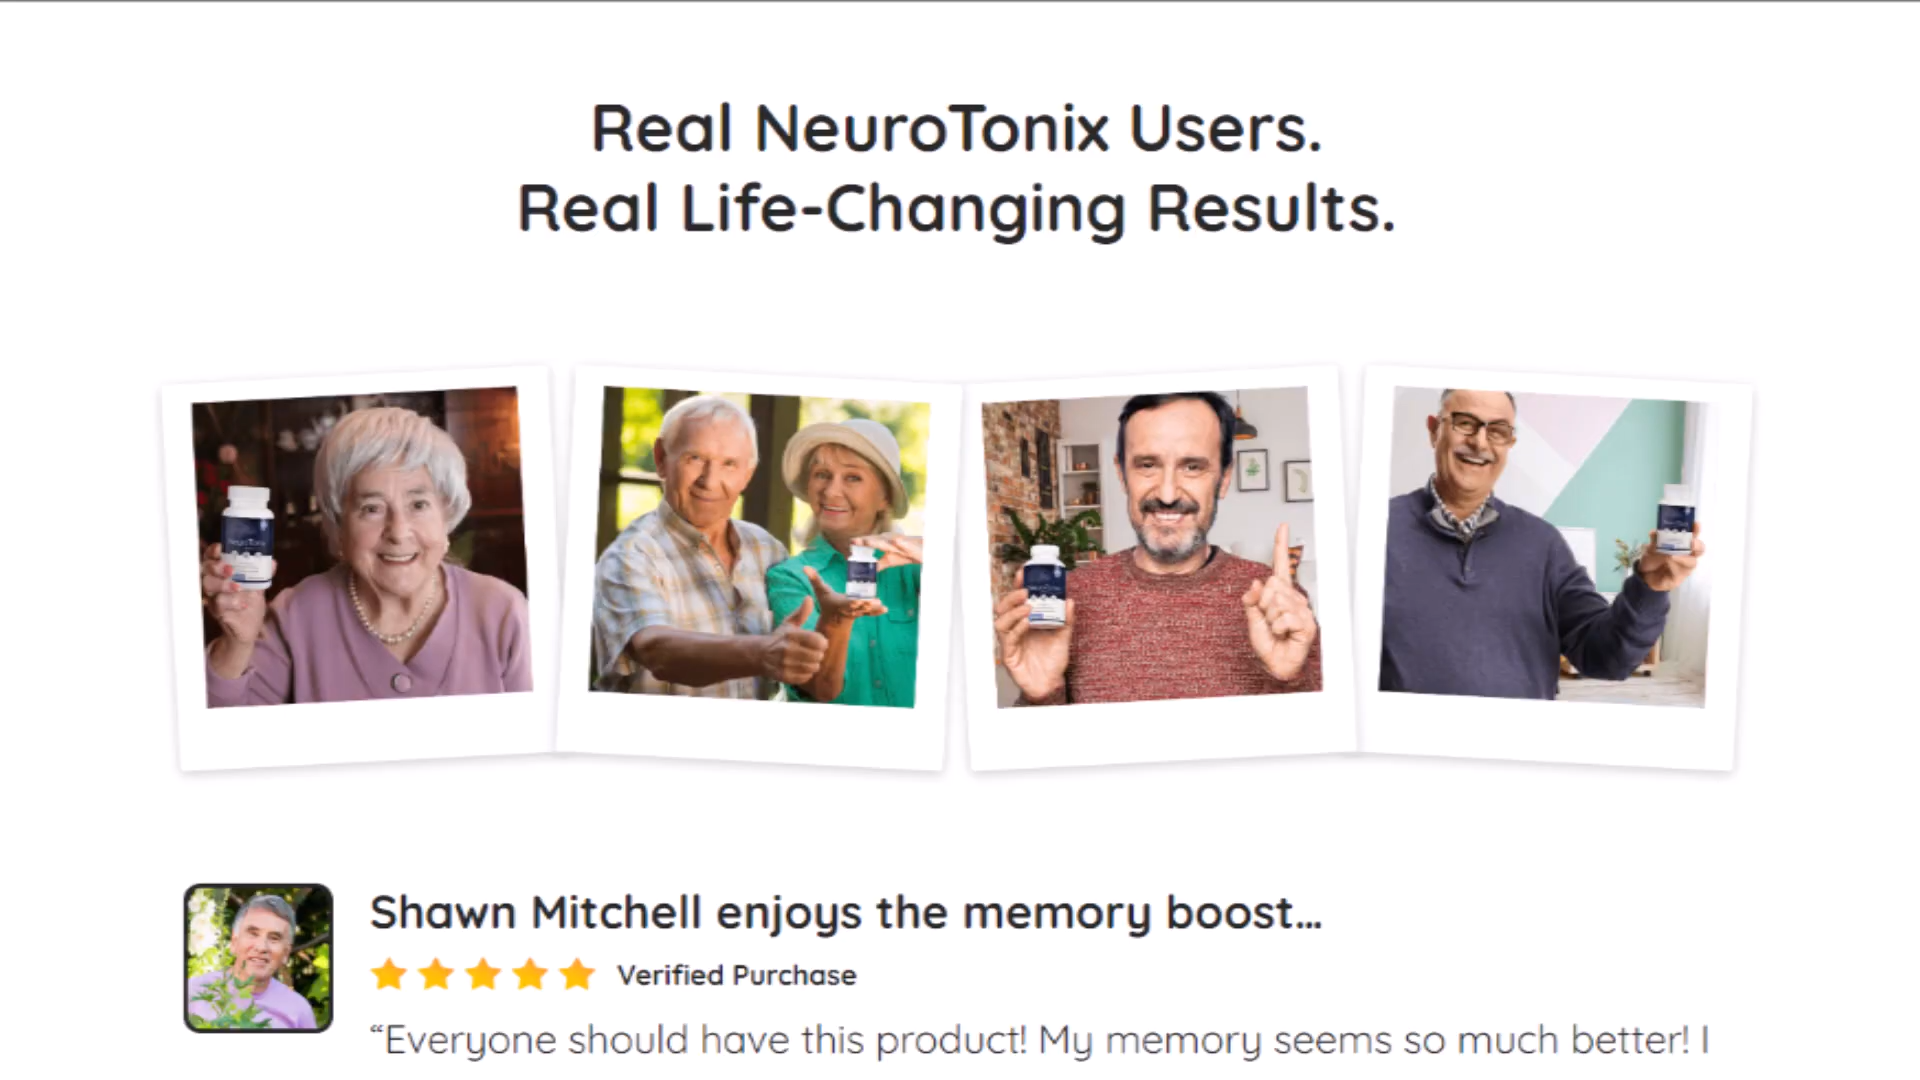 Real NeuroTonix Users.
Real Life-Changing Results.
NeuroTonix
Shawn Mitchell enjoys the memory boost...
Verified Purchase
“Everyone should have this product! My memory seems so much better! I